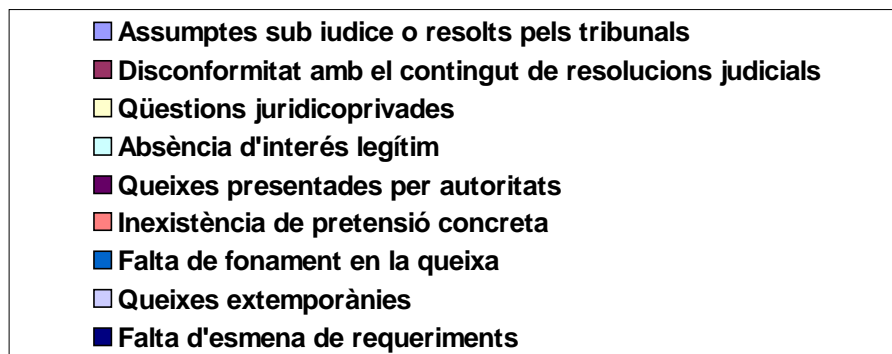 Assumptes sub iudice o resolts pels tribunals
Disconformitat amb el contingut de resolucions judicials
Qüestions juridicoprivades
Absència d'interés legítim
Queixes presentades per autoritats
Inexistència de pretensió concreta
Falta de fonament en la queixa
Queixes extemporànies
Falta d'esmena de requeriments